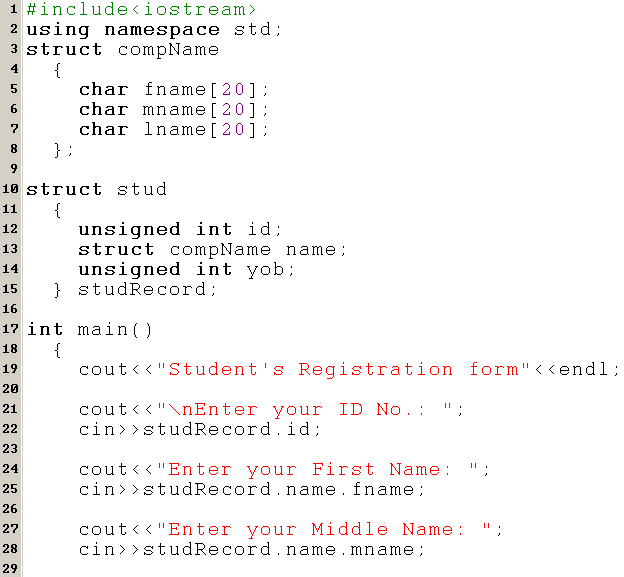 1 #include<iostream>
2 using namespace std;
3 struct compName
4 {
5 char fname[20];
6 char mname[20];
7 char lname[20];
8 };
9
10 struct stud
11 {
12 unsigned int id;
13 struct compName name;
14 unsigned int yob;
15 } studRecord;
16
17 int main()
18 {
19 cout<<"Student's Registration form"<<endl;
20
21 cout<<"\nEnter your ID No.: ";
22 cin>>studRecord.id;
23
24 cout<<"Enter your First Name: ";
25 cin>>studRecord.name.fname;
26
27 cout<<"Enter your Middle Name: ";
28 cin>>studRecord.name.mname;
29